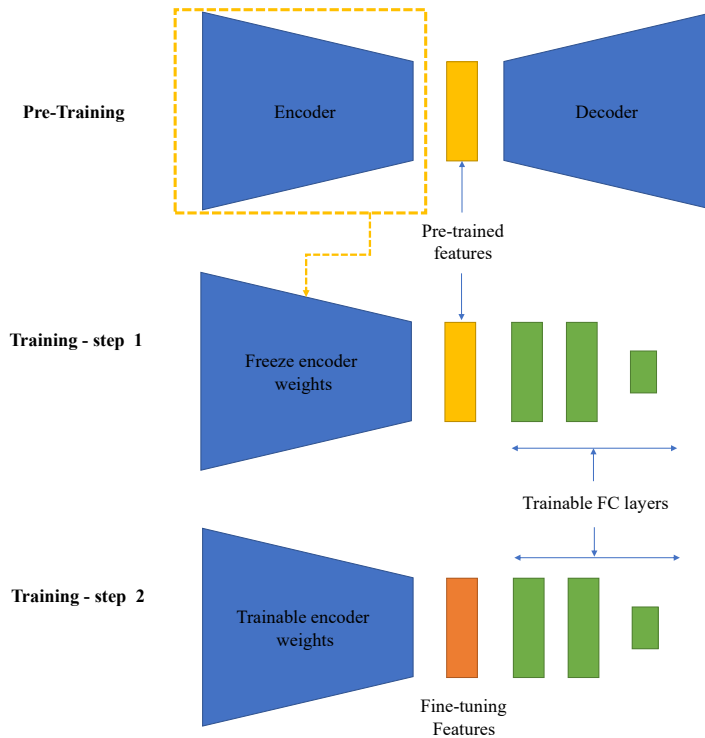 Pre-Training
Encoder
Decoder
Pre-trained
features
Training - step 1
Freeze encoder
weights
Trainable FC layers
Training - step 2
Trainable encoder
weights
Fine-tuning
Features